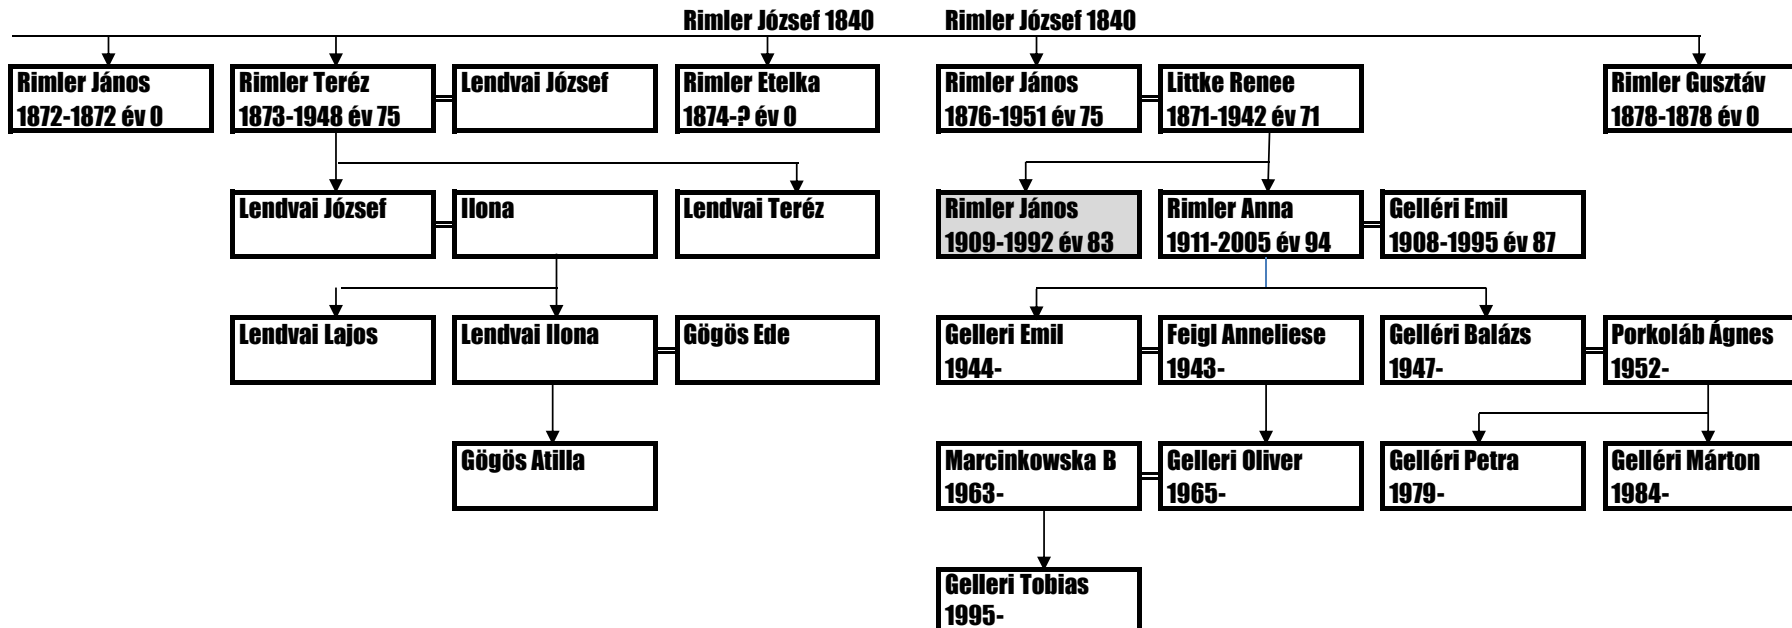 Rimler József 1840
Rimler József 1840
Rimler János
1872-1872 év 0
Rimler Teréz
1873-1948 év 75
Lendvai József
Rimler Etelka
1874-? év 0
Rimler János
1876-1951 év 75
Littke Renee
1871-1942 év 71
Rimler Gusztáv
1878-1878 év 0
Lendvai József
Ilona
Lendvai Teréz
Rimler János
1909-1992 év 83
Rimler Anna
1911-2005 év 94
Gelléri Emil
1908-1995 év 87
Lendvai Lajos
Lendvai Ilona
Gögös Ede
Gelleri Emil
1944-
Feigl Anneliese
1943-
Gelléri Balázs
1947-
Porkoláb Ágnes
1952-
Gögös Atilla
Marcinkowska B
1963-
Gelleri Oliver
1965-
Gelléri Petra
1979-
Gelléri Márton
1984-
Gelleri Tobias
1995-